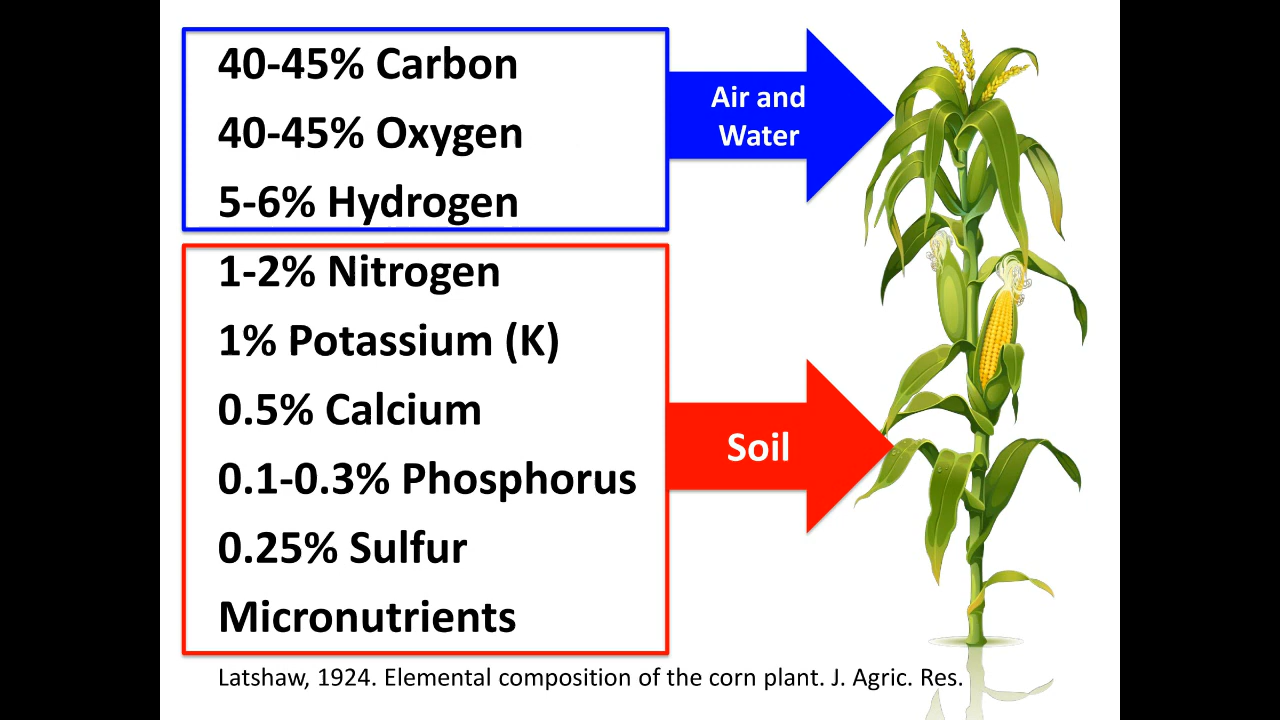 40-45% Carbon
40-45% Oxygen
5-6% Hydrogen
Air and
Water
1-2% Nitrogen
1% Potassium (K)
0.5% Calcium
0.1-0.3% Phosphorus
0.25% Sulfur
Micronutrients
Soil
Latshaw, 1924. Elemental composition of the corn plant. J. Agric. Res.